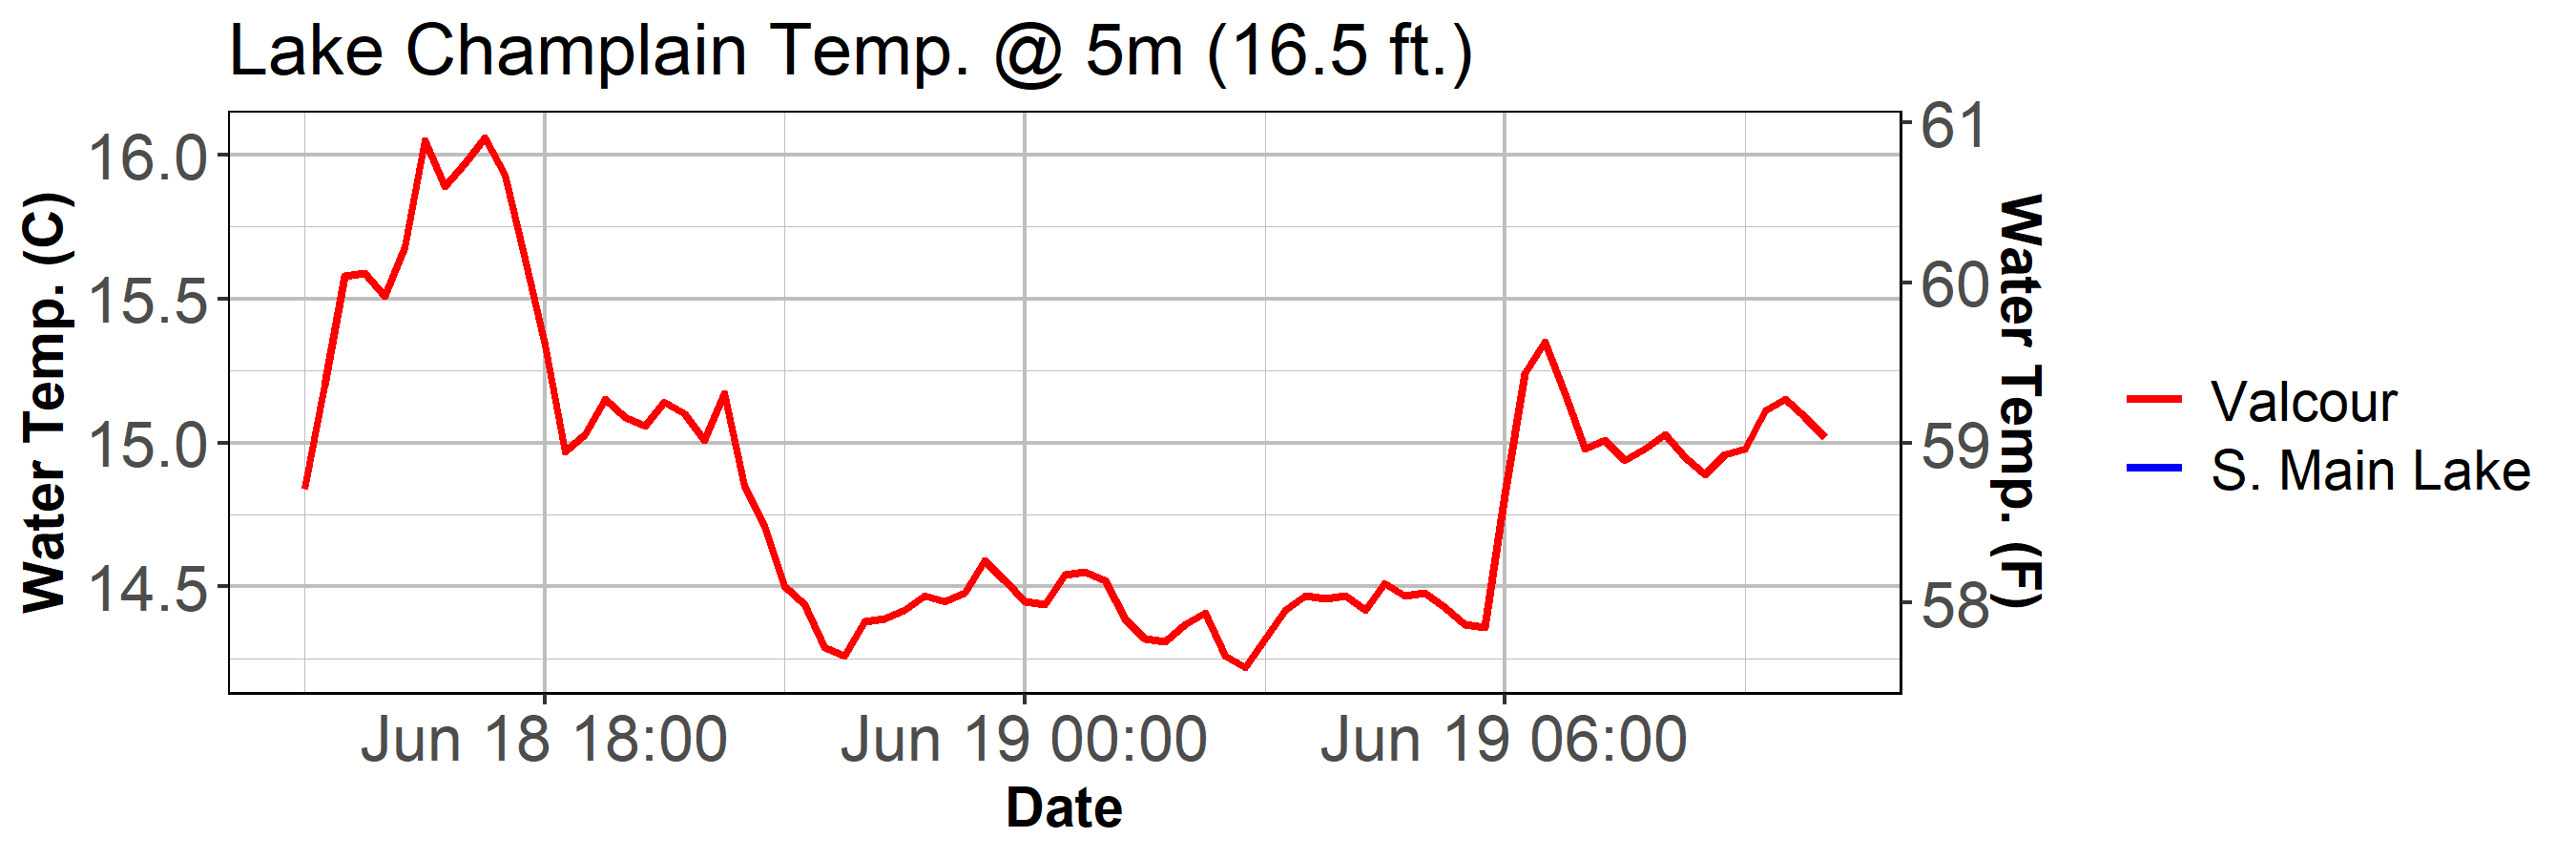 Lake Champlain Temp. @ 5m (16.5 ft.)
Water Temp. (C)
16.0
15.5
15.0
14.5
61
60
59
58
Water Temp. (F)
Jun 18 18:00
Jun 19 00:00
Jun 19 06:00
Date
Valcour
S. Main Lake